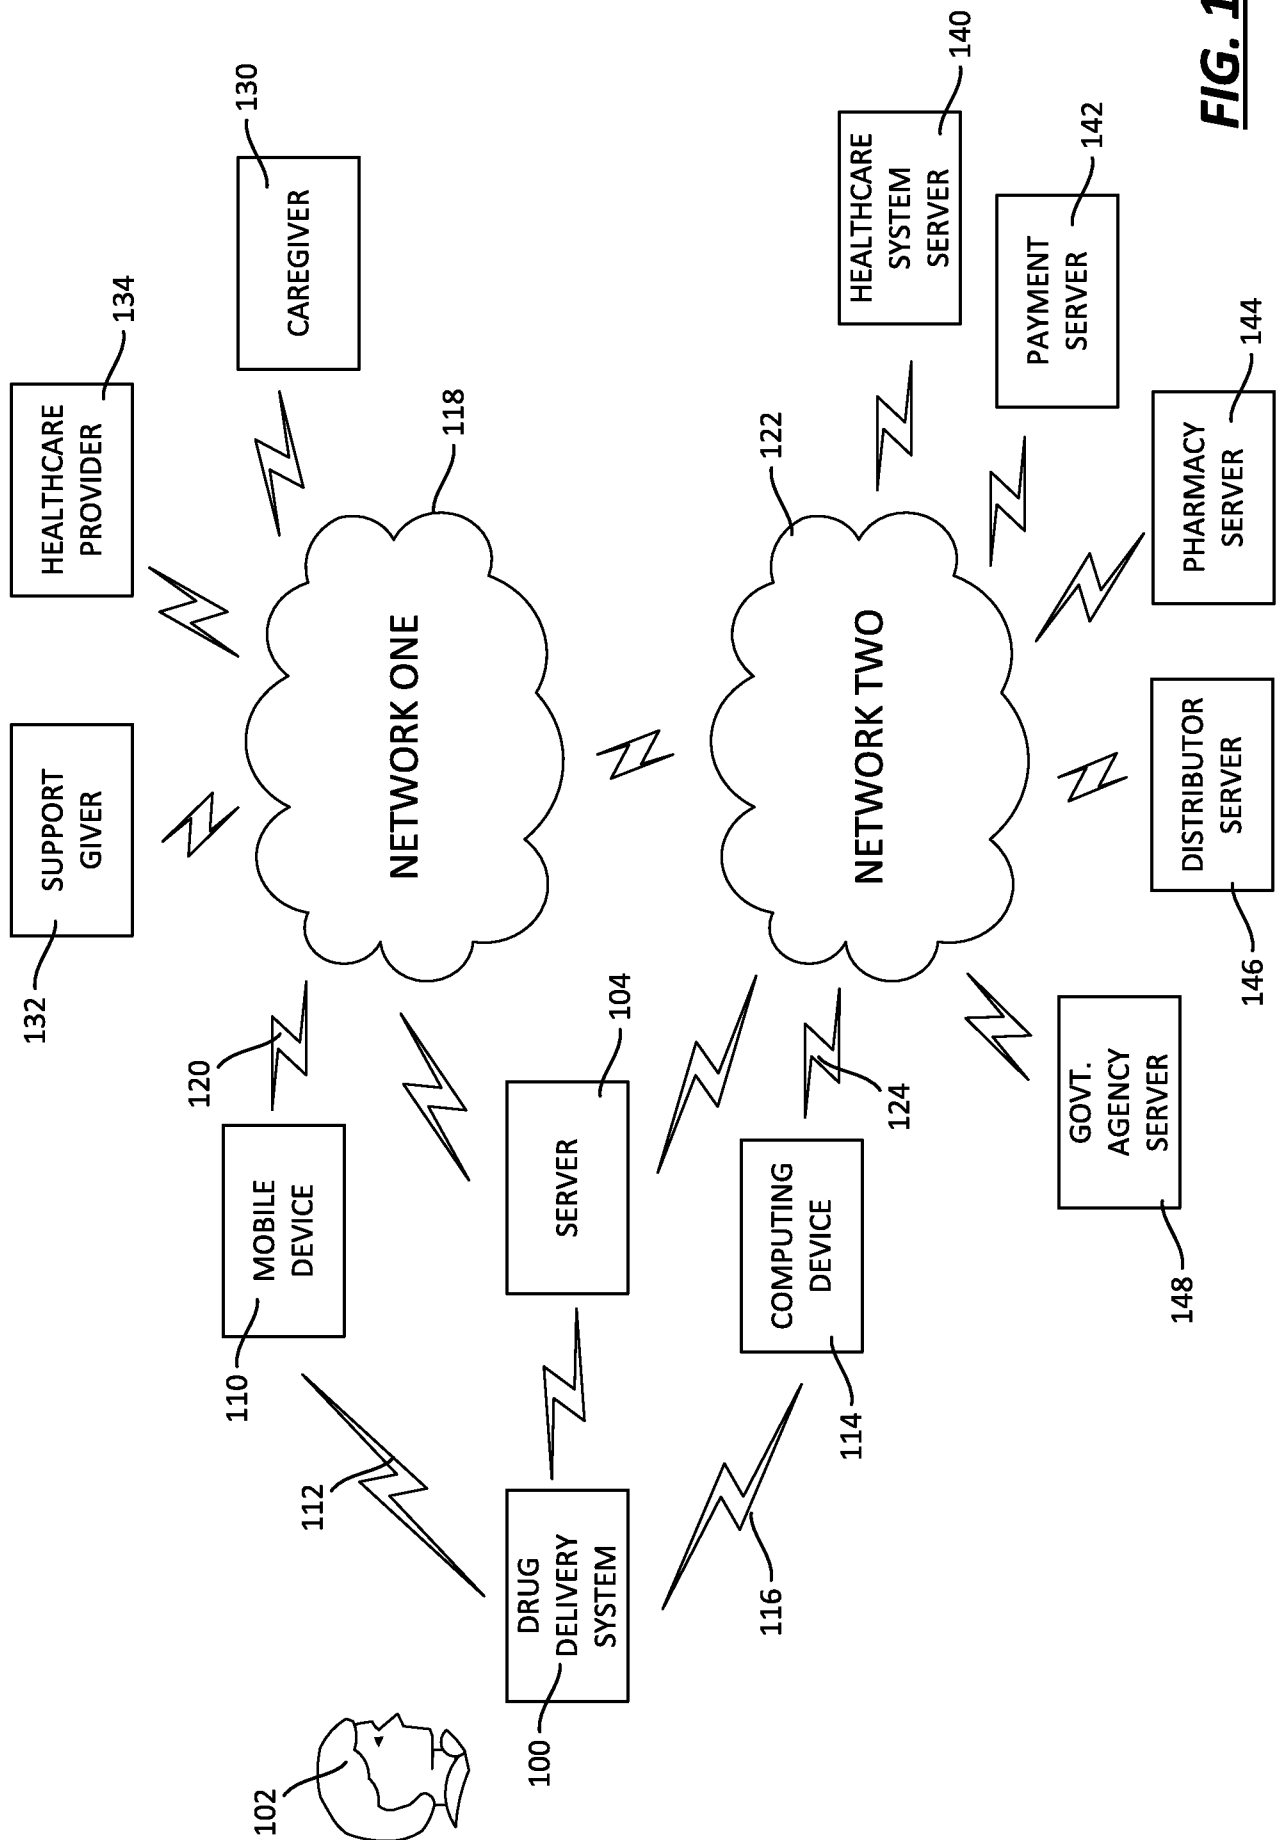 132
SUPPORT
GIVER
HEALTHCARE
PROVIDER
134
120
118
CAREGIVER
130
110
MOBILE
DEVICE
NETWORK ONE
102
112
100
DRUG
DELIVERY
SYSTEM
SERVER
104
122
HEALTHCARE
SYSTEM
SERVER
140
116
114
COMPUTING
DEVICE
124
NETWORK TWO
PAYMENT
SERVER
142
148
GOVT.
AGENCY
SERVER
146
DISTRIBUTOR
SERVER
PHARMACY
SERVER
144
FIG. 1